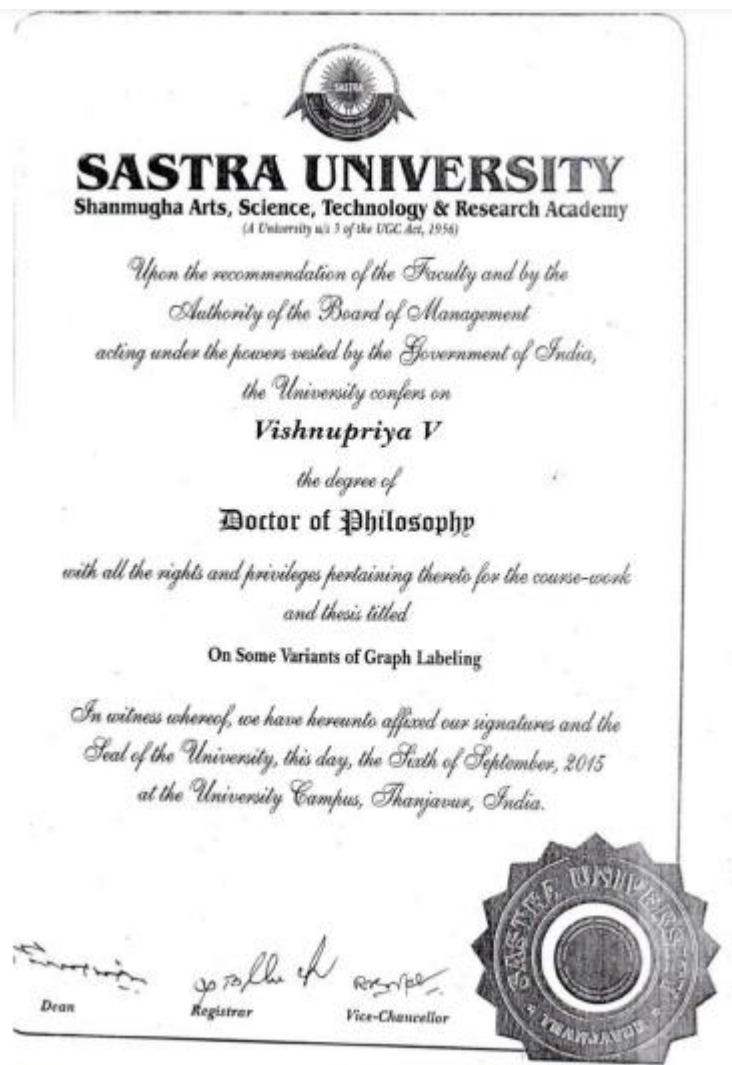 SASTRA
SASTRA UNIVERSITY
Shanmugha Arts, Science, Technology & Research Academy
(A University u/s 3 of the UGC Act, 1956)
Upon the recommendation of the Faculty and by the
Authority of the Board of Management
acting under the powers vested by the Government of India,
the University confers on
Vishnupriya V
the degree of
Doctor of Philosophy
with all the rights and privileges pertaining thereto for the course-work
and thesis titled
On Some Variants of Graph Labeling
In witness whereof, we have hereunto affixed our signatures and the
Seal of the University, this day, the Sixth of September, 2015
at the University Campus, Thanjavur, India.
SASTRA UNIVERSITY
THANJAVUR
Dean
Registrar
Vice-Chancellor